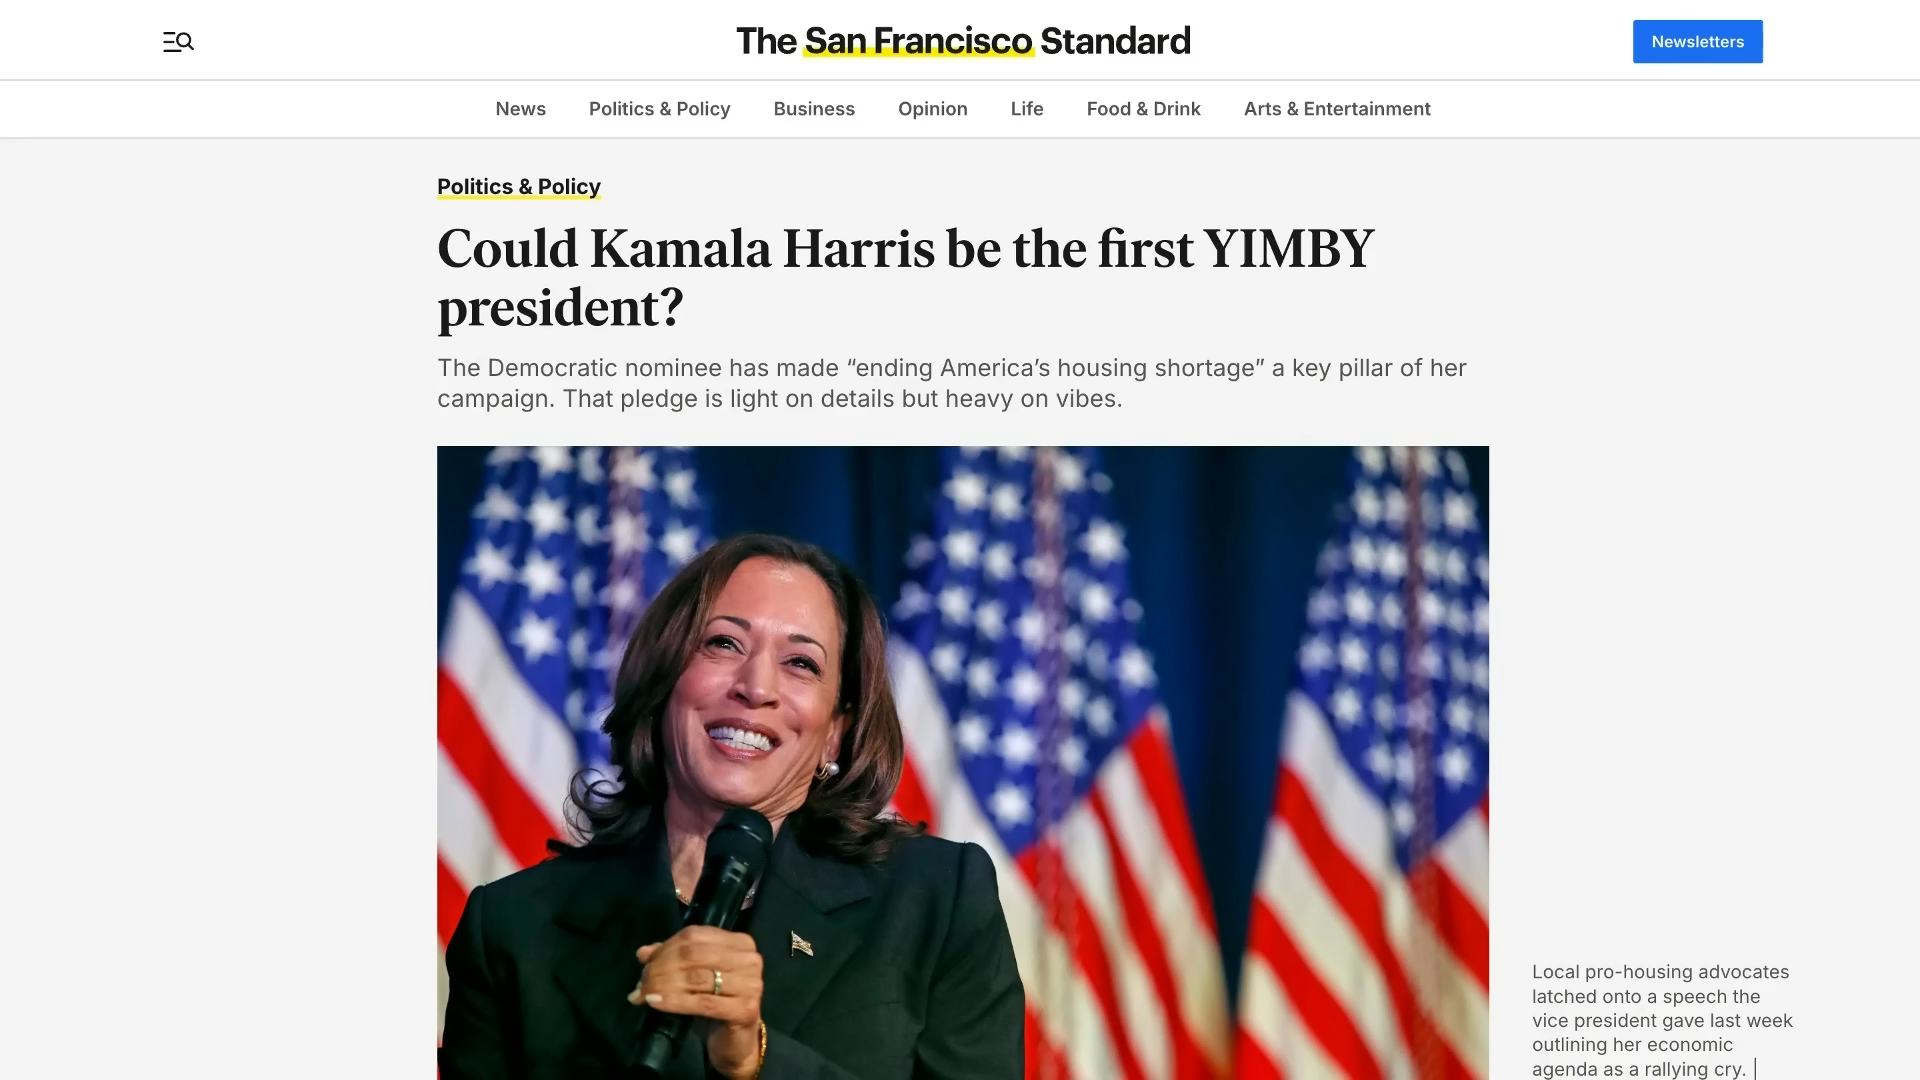 The San Francisco Standard
Newsletters
News Politics & Policy Business Opinion Life Food & Drink Arts & Entertainment
Politics & Policy
Could Kamala Harris be the first YIMBY
president?
The Democratic nominee has made “ending America’s housing shortage” a key pillar of her
campaign. That pledge is light on details but heavy on vibes.
Local pro-housing advocates
latched onto a speech the
vice president gave last week
outlining her economic
agenda as a rallying cry. |